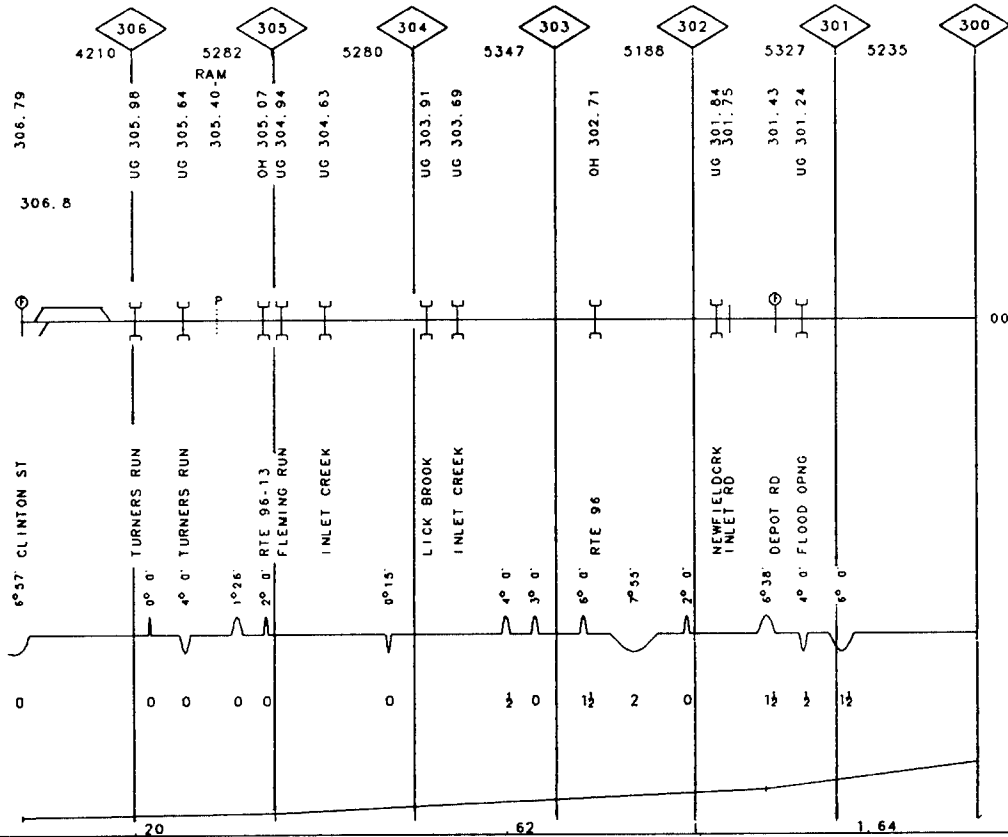 306 305 304 303 302 301 300
4210 5282 5280 5347 5188 5327 5235
RAM
306.79
UG 305.98
UG 305.64
305.40-
OH 305.07
UG 304.94
UG 304.63
UG 303.91
UG 303.69
OH 302.71
UG 301.84
301.75
301.43
UG 301.24
306.8
P P P
00
CLINTON ST
TURNERS RUN
TURNERS RUN
RTE 96-13
FLEMING RUN
INLET CREEK
LICK BROOK
INLET CREEK
RTE 96
NEWFIELDCRK
INLET RD
DEPOT RD
FLOOD OPNG
6°57' 0°0' 4°0' 1°26' 2°0' 0°15' 4°0' 3°0' 6°0' 7°55' 2°0' 6°38' 4°0' 6°0'
0 0 0 0 0 0 ½ 0 1½ 2 0 1½ ½ 1½
.20 .62 1.64